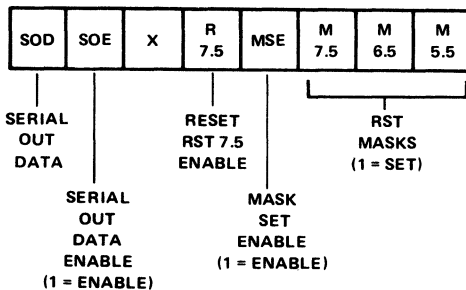 SOD SOE X R 7.5 MSE M 7.5 M 6.5 M 5.5
SERIAL
OUT
DATA
RESET
RST 7.5
ENABLE
RST
MASKS
(1 = SET)
SERIAL
OUT
DATA
ENABLE
(1 = ENABLE)
MASK
SET
ENABLE
(1 = ENABLE)